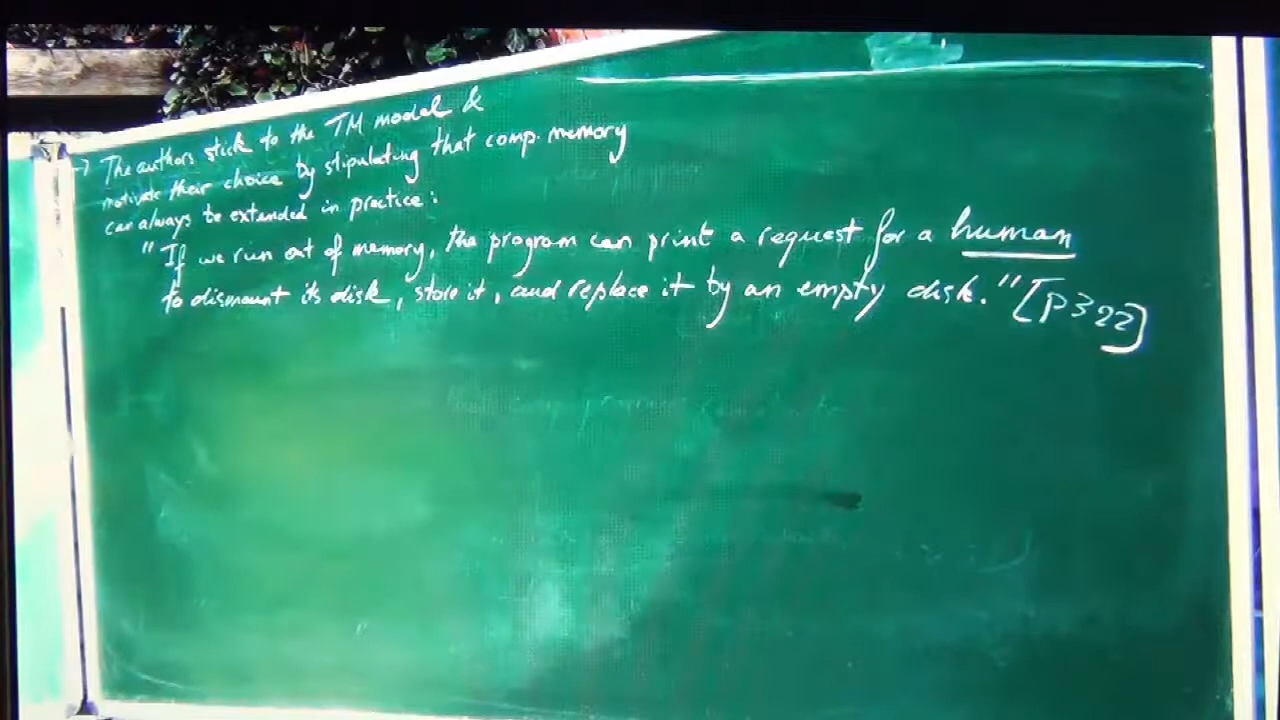 → The authors stick to the TM model &
motivate their choice by stipulating that comp. memory
can always be extended in practice:
"If we run out of memory, the program can print a request for a human
to dismount its disk, store it, and replace it by an empty disk." [p322]